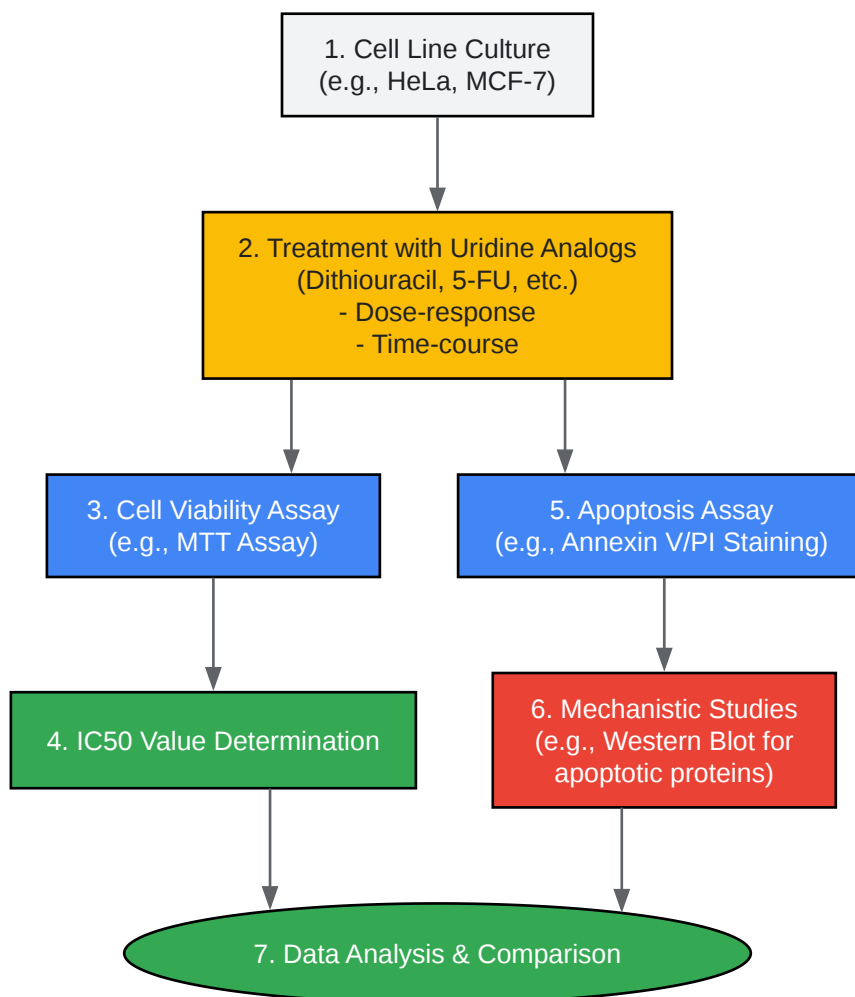 1. Cell Line Culture
(e.g., HeLa, MCF-7)
2. Treatment with Uridine Analogs
(Dithiouracil, 5-FU, etc.)
- Dose-response
- Time-course
3. Cell Viability Assay
(e.g., MTT Assay)
5. Apoptosis Assay
(e.g., Annexin V/PI Staining)
4. IC50 Value Determination
6. Mechanistic Studies
(e.g., Western Blot for
apoptotic proteins)
7. Data Analysis & Comparison